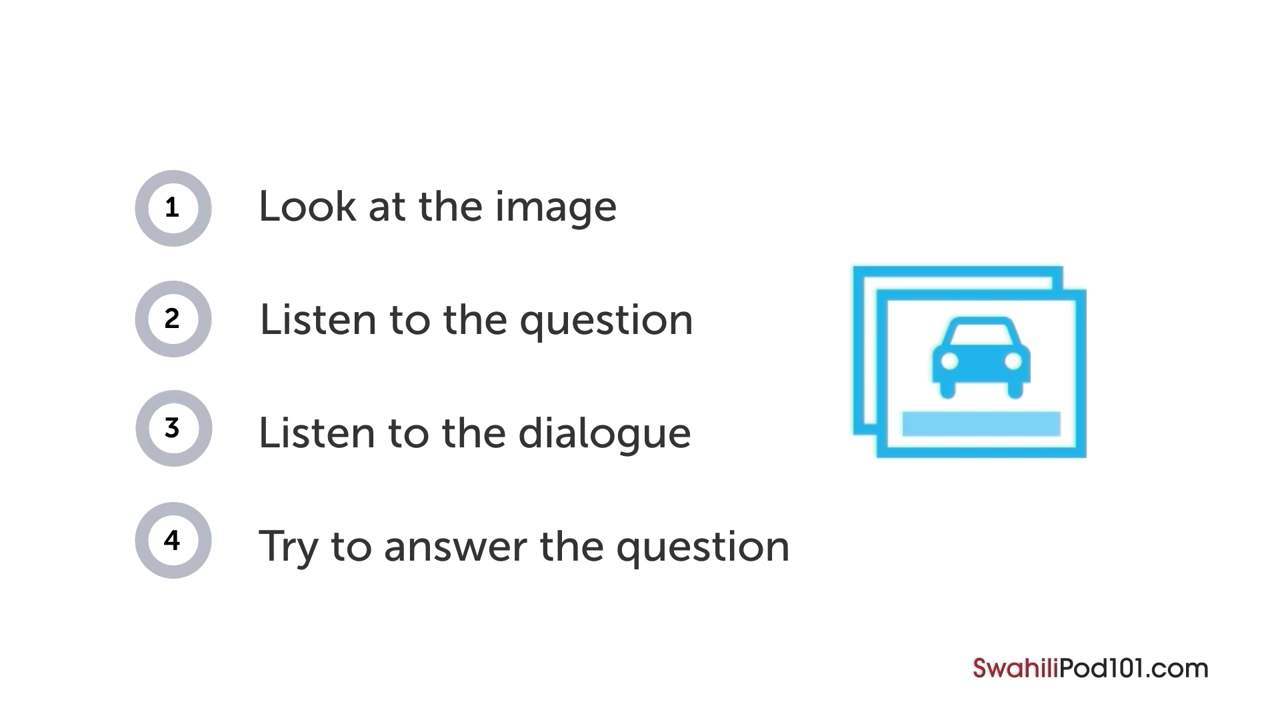 1 Look at the image
2 Listen to the question
3 Listen to the dialogue
4 Try to answer the question
SwahiliPod101.com